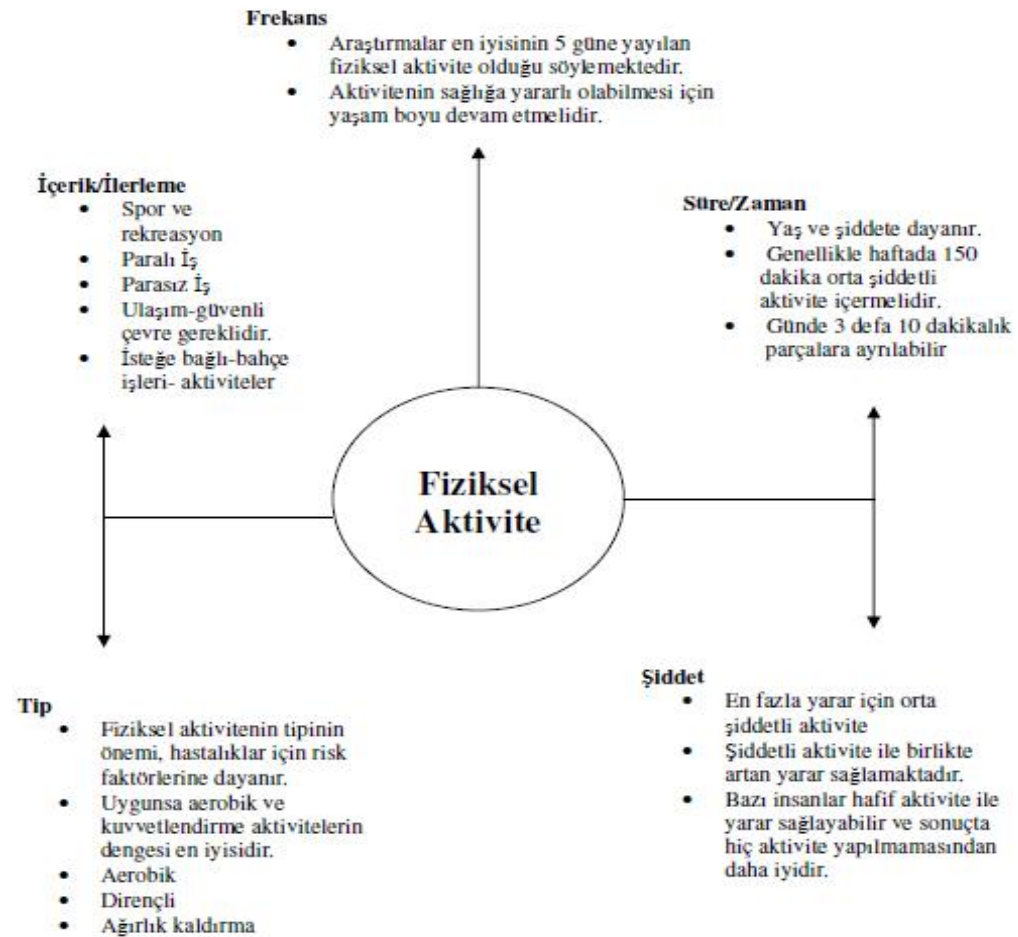 Frekans
• Araştırmalar en iyisinin 5 güne yayılan
fiziksel aktivite olduğu söylemektedir.
• Aktivitenin sağlığa yararlı olabilmesi için
yaşam boyu devam etmelidir.
İçerik/İlerleme
• Spor ve
rekreasyon
• Paralı İş
• Parasız İş
• Ulaşım-güvenli
çevre gereklidir.
• İsteğe bağlı-bahçe
işleri- aktiviteler
Süre/Zaman
• Yaş ve şiddete dayanır.
• Genellikle haftada 150
dakika orta şiddetli
aktivite içermelidir.
• Günde 3 defa 10 dakikalık
parçalara ayrılabilir
Fiziksel
Aktivite
Tip
• Fiziksel aktivitenin tipinin
önemi, hastalıklar için risk
faktörlerine dayanır.
• Uygunsa aerobik ve
kuvvetlendirme aktivitelerin
dengesi en iyisidir.
• Aerobik
• Dirençli
• Ağırlık kaldırma
Şiddet
• En fazla yarar için orta
şiddetli aktivite
• Şiddetli aktivite ile birlikte
artan yarar sağlamaktadır.
• Bazı insanlar hafif aktivite ile
yarar sağlayabilir ve sonuçta
hiç aktivite yapılmamasından
daha iyidir.